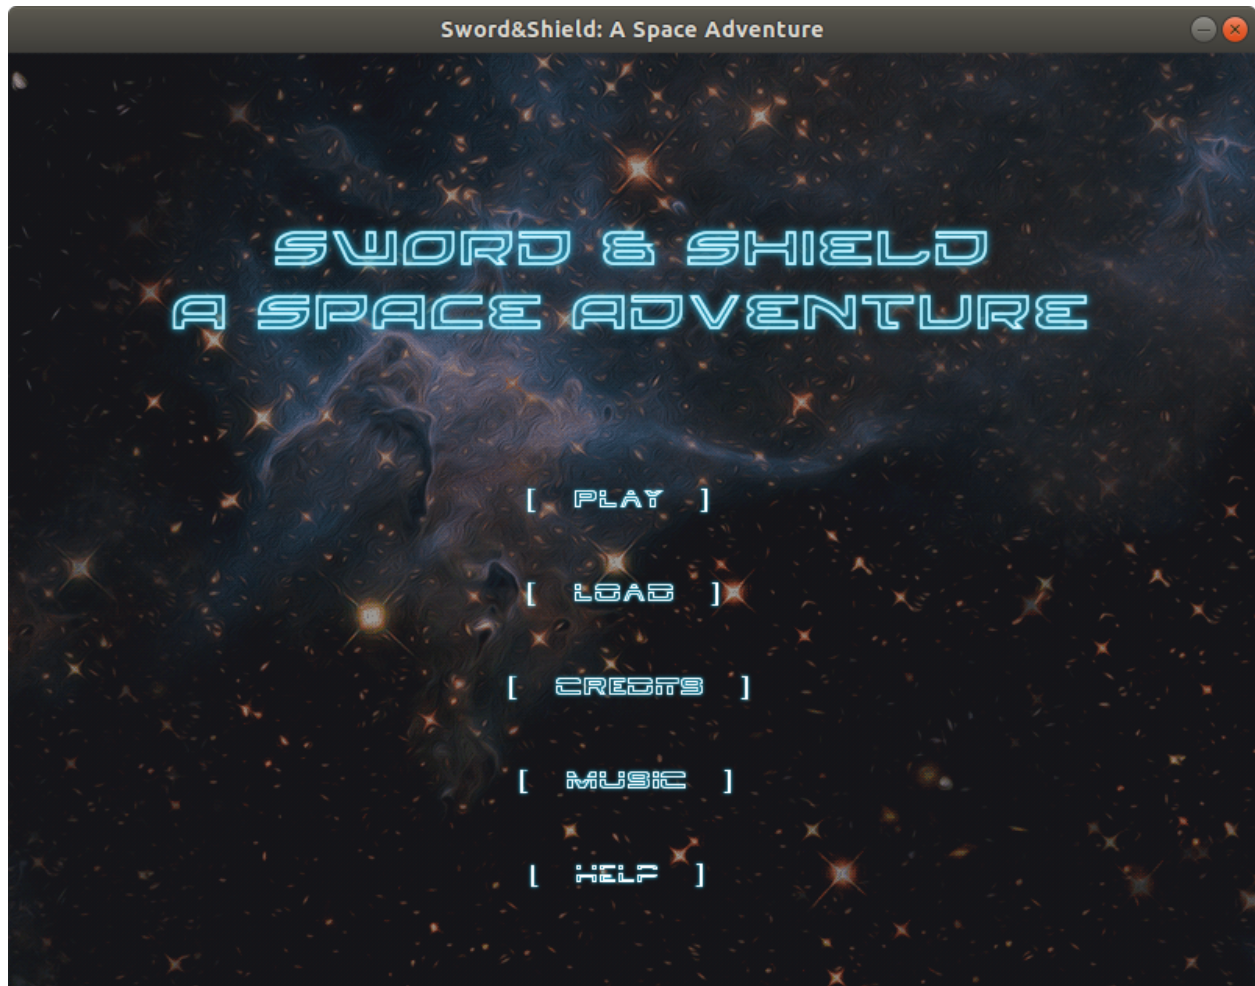 Sword&Shield: A Space Adventure
SWORD & SHIELD
A SPACE ADVENTURE
[ PLAY ]
[ LOAD ]
[ CREDITS ]
[ MUSIC ]
[ HELP ]